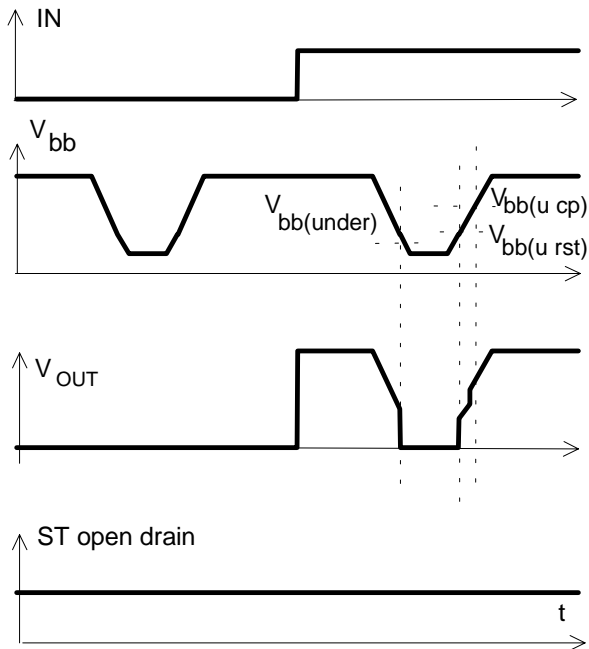 IN
V bb
V bb(under)
V bb(u cp)
V bb(u rst)
V OUT
ST open drain
t